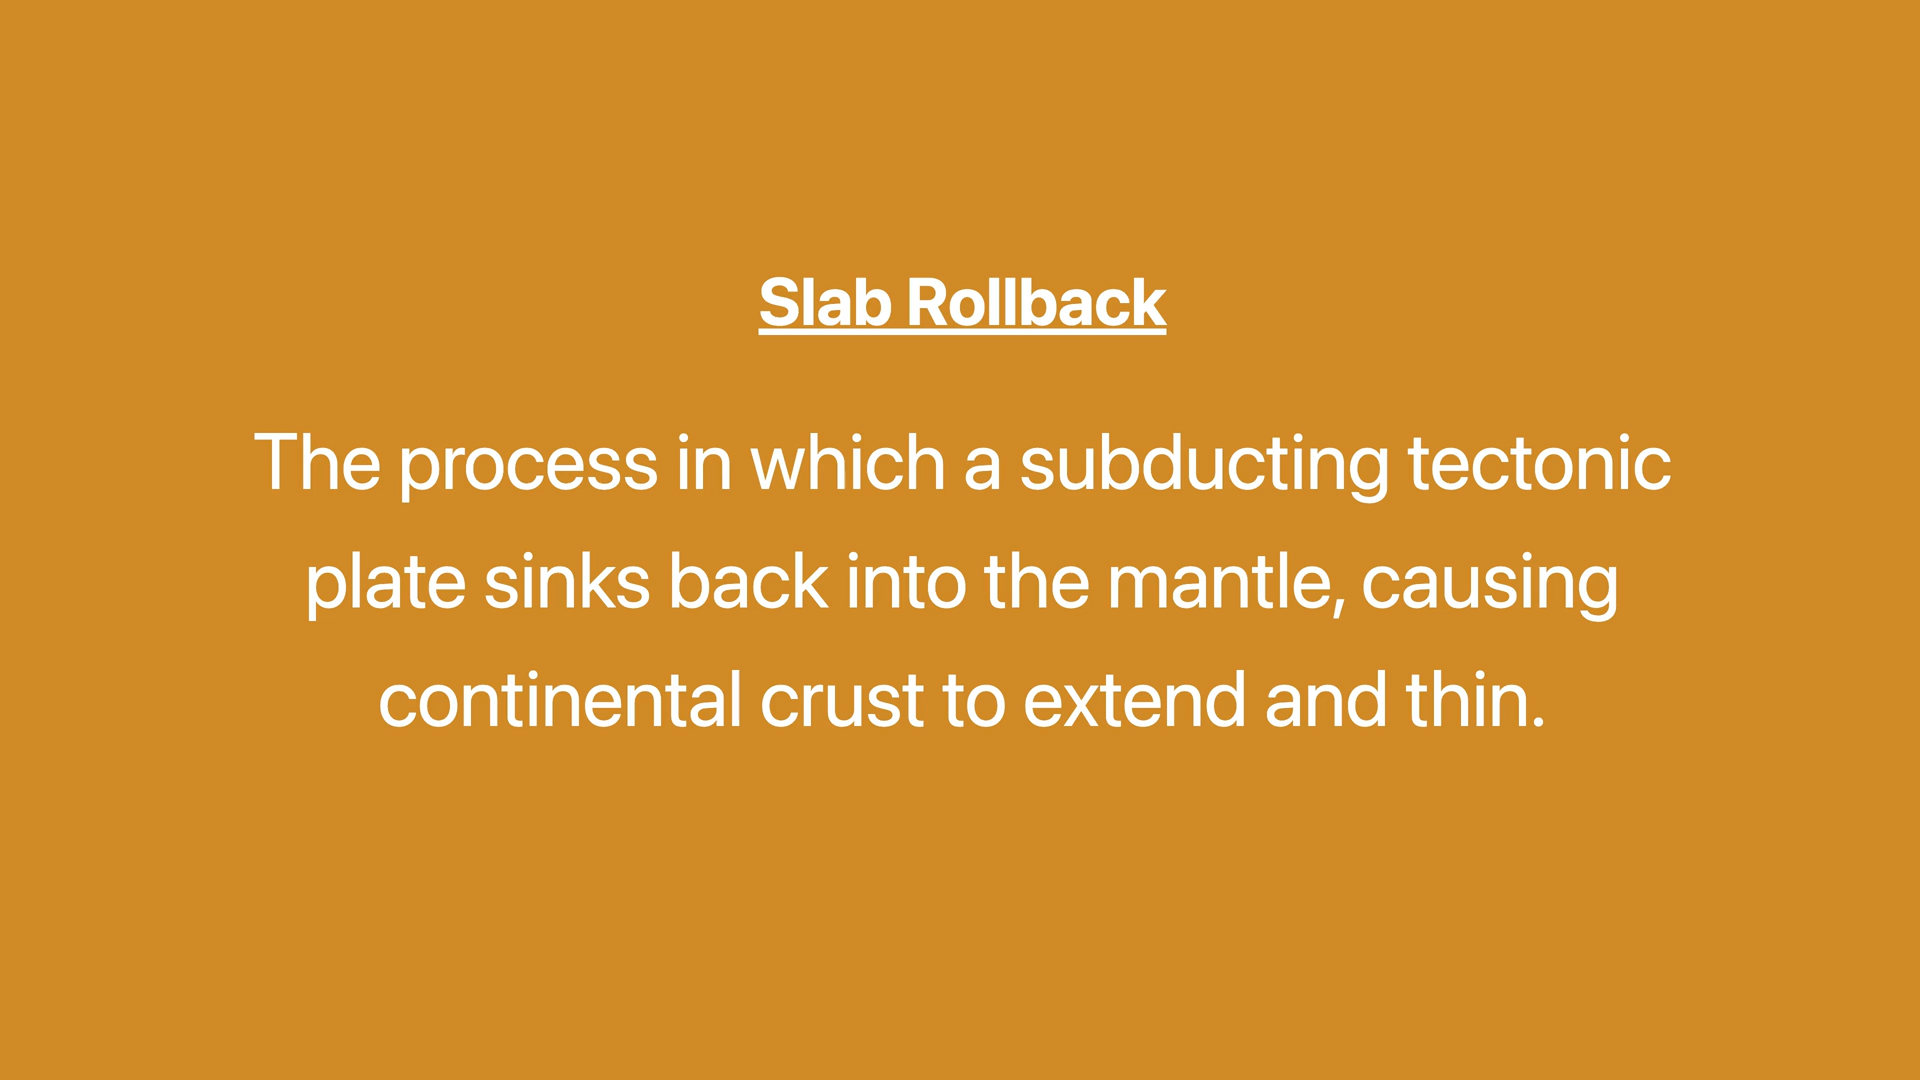 Slab Rollback
The process in which a subducting tectonic
plate sinks back into the mantle, causing
continental crust to extend and thin.